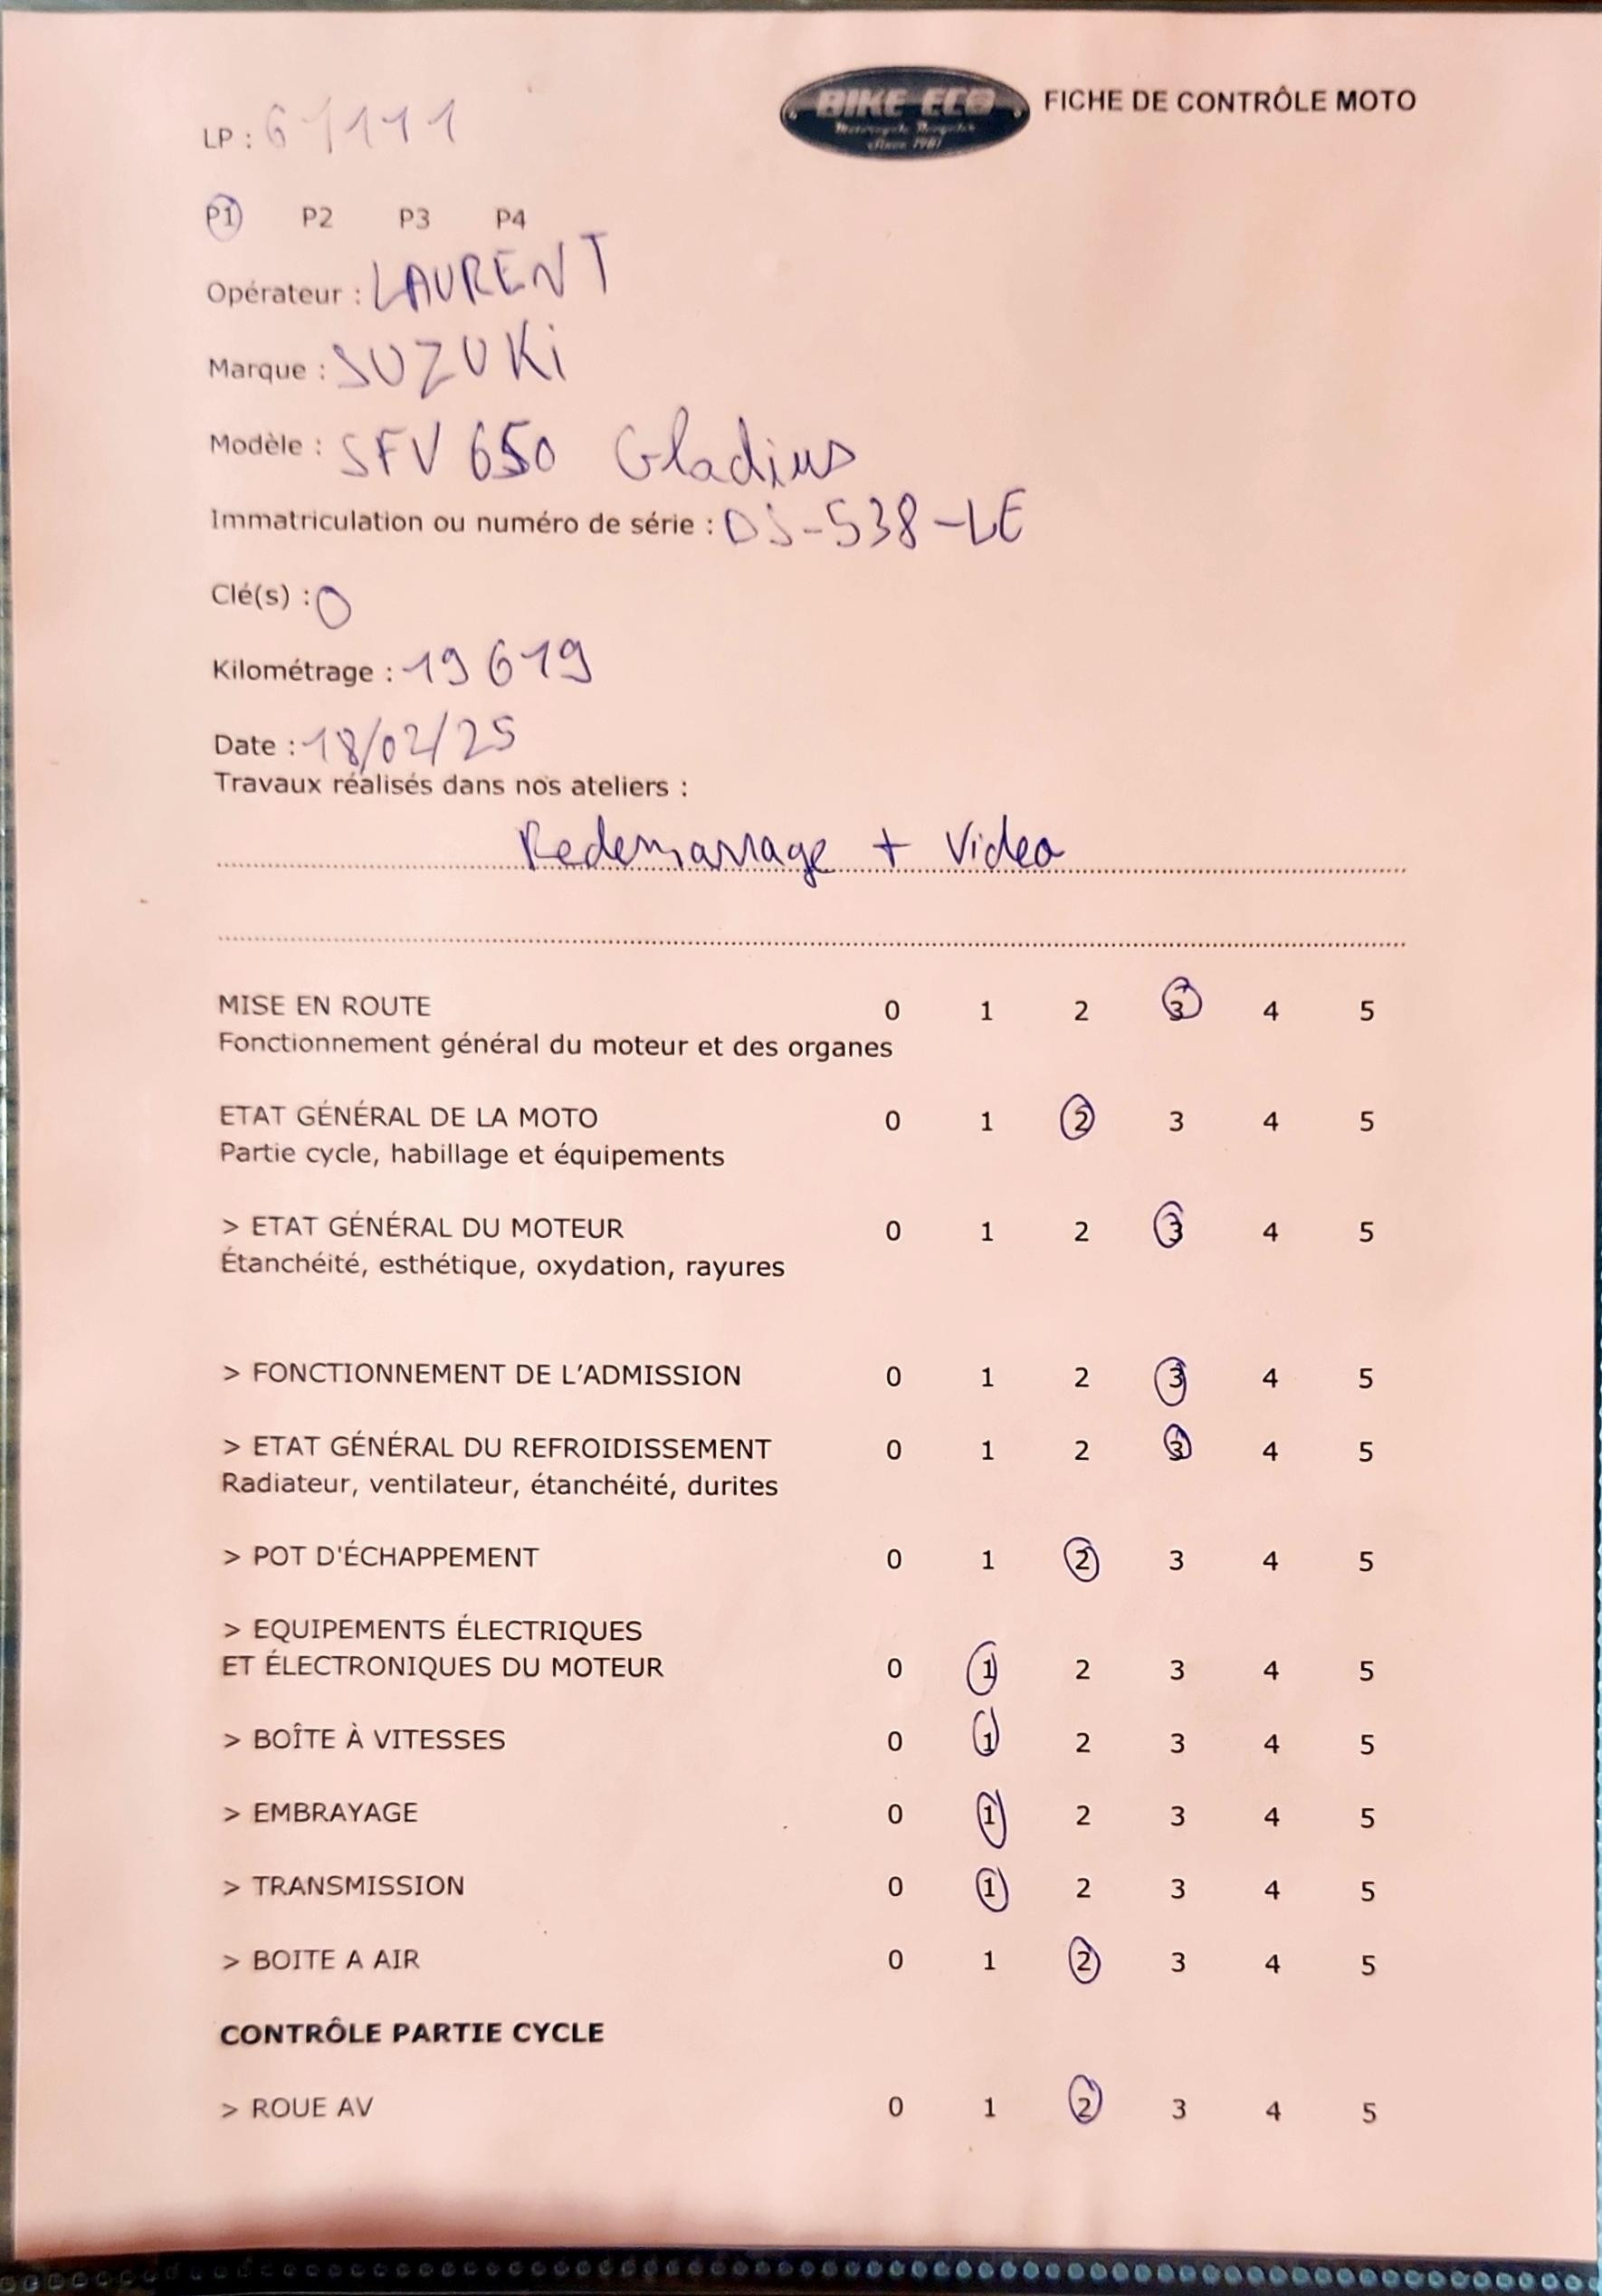 BIKE ECO
Motorcycle Recycler
Since 1981
FICHE DE CONTRÔLE MOTO
LP : 6/111
P1 P2 P3 P4
Opérateur : LAURENT
Marque : SUZUKi
Modèle : SFV 650 Gladius
Immatriculation ou numéro de série : DS-538-LE
Clé(s) : 0
Kilométrage : 19 619
Date : 18/02/25
Travaux réalisés dans nos ateliers :
Redemarrage + Video
MISE EN ROUTE 0 1 2 3 4 5
Fonctionnement général du moteur et des organes
ETAT GÉNÉRAL DE LA MOTO 0 1 2 3 4 5
Partie cycle, habillage et équipements
> ETAT GÉNÉRAL DU MOTEUR 0 1 2 3 4 5
Étanchéité, esthétique, oxydation, rayures
> FONCTIONNEMENT DE L'ADMISSION 0 1 2 3 4 5
> ETAT GÉNÉRAL DU REFROIDISSEMENT 0 1 2 3 4 5
Radiateur, ventilateur, étanchéité, durites
> POT D'ÉCHAPPEMENT 0 1 2 3 4 5
> EQUIPEMENTS ÉLECTRIQUES
ET ÉLECTRONIQUES DU MOTEUR 0 1 2 3 4 5
> BOÎTE À VITESSES 0 1 2 3 4 5
> EMBRAYAGE 0 1 2 3 4 5
> TRANSMISSION 0 1 2 3 4 5
> BOITE A AIR 0 1 2 3 4 5
CONTRÔLE PARTIE CYCLE
> ROUE AV 0 1 2 3 4 5